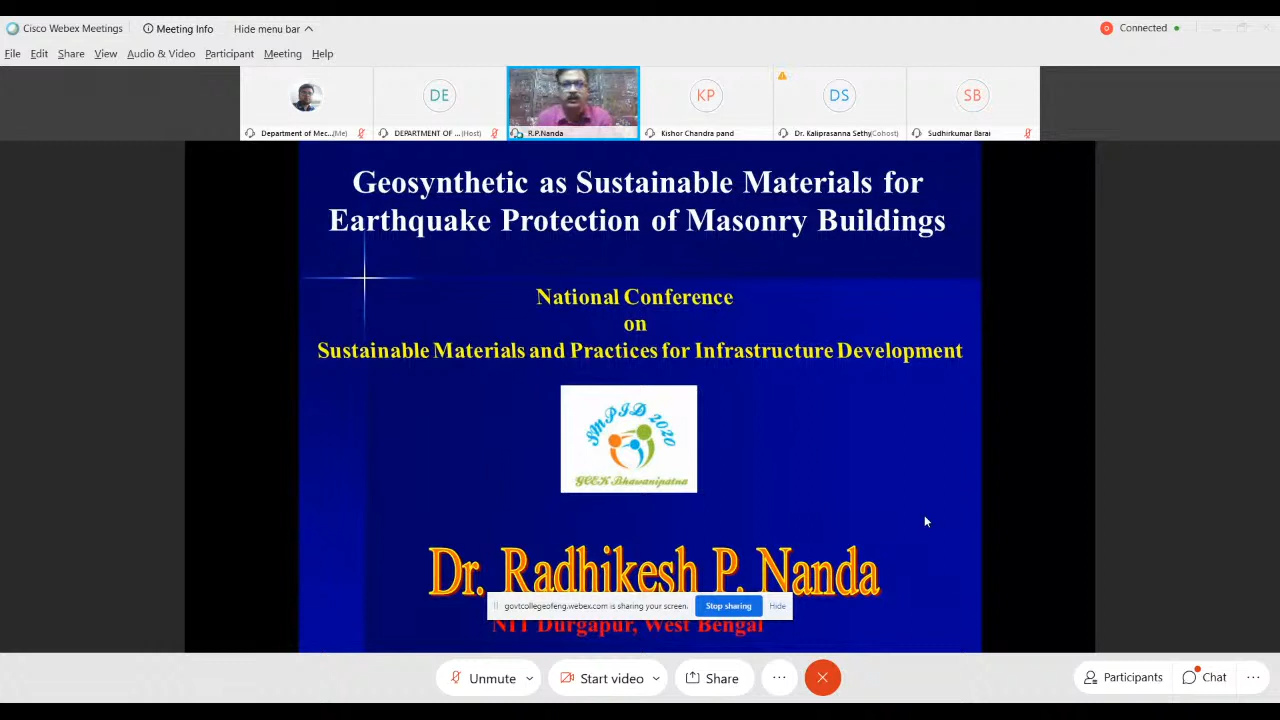 Cisco Webex Meetings
Meeting Info
Hide menu bar
Connected
File Edit Share View Audio & Video Participant Meeting Help
DE
KP
DS
SB
Department of Mec... (Me)
DEPARTMENT OF ... (Host)
R.P.Nanda
Kishor Chandra pand
Dr. Kaliprasanna Sethy (Cohost)
Sudhirkumar Barai
Geosynthetic as Sustainable Materials for
Earthquake Protection of Masonry Buildings
National Conference
on
Sustainable Materials and Practices for Infrastructure Development
SMPID 2020
GCEK Bhawanipatna
Dr. Radhikesh P. Nanda
govtcollegeofeng.webex.com is sharing your screen.
Stop sharing
Hide
NIT Durgapur, West Bengal
Unmute
Start video
Share
Participants
Chat